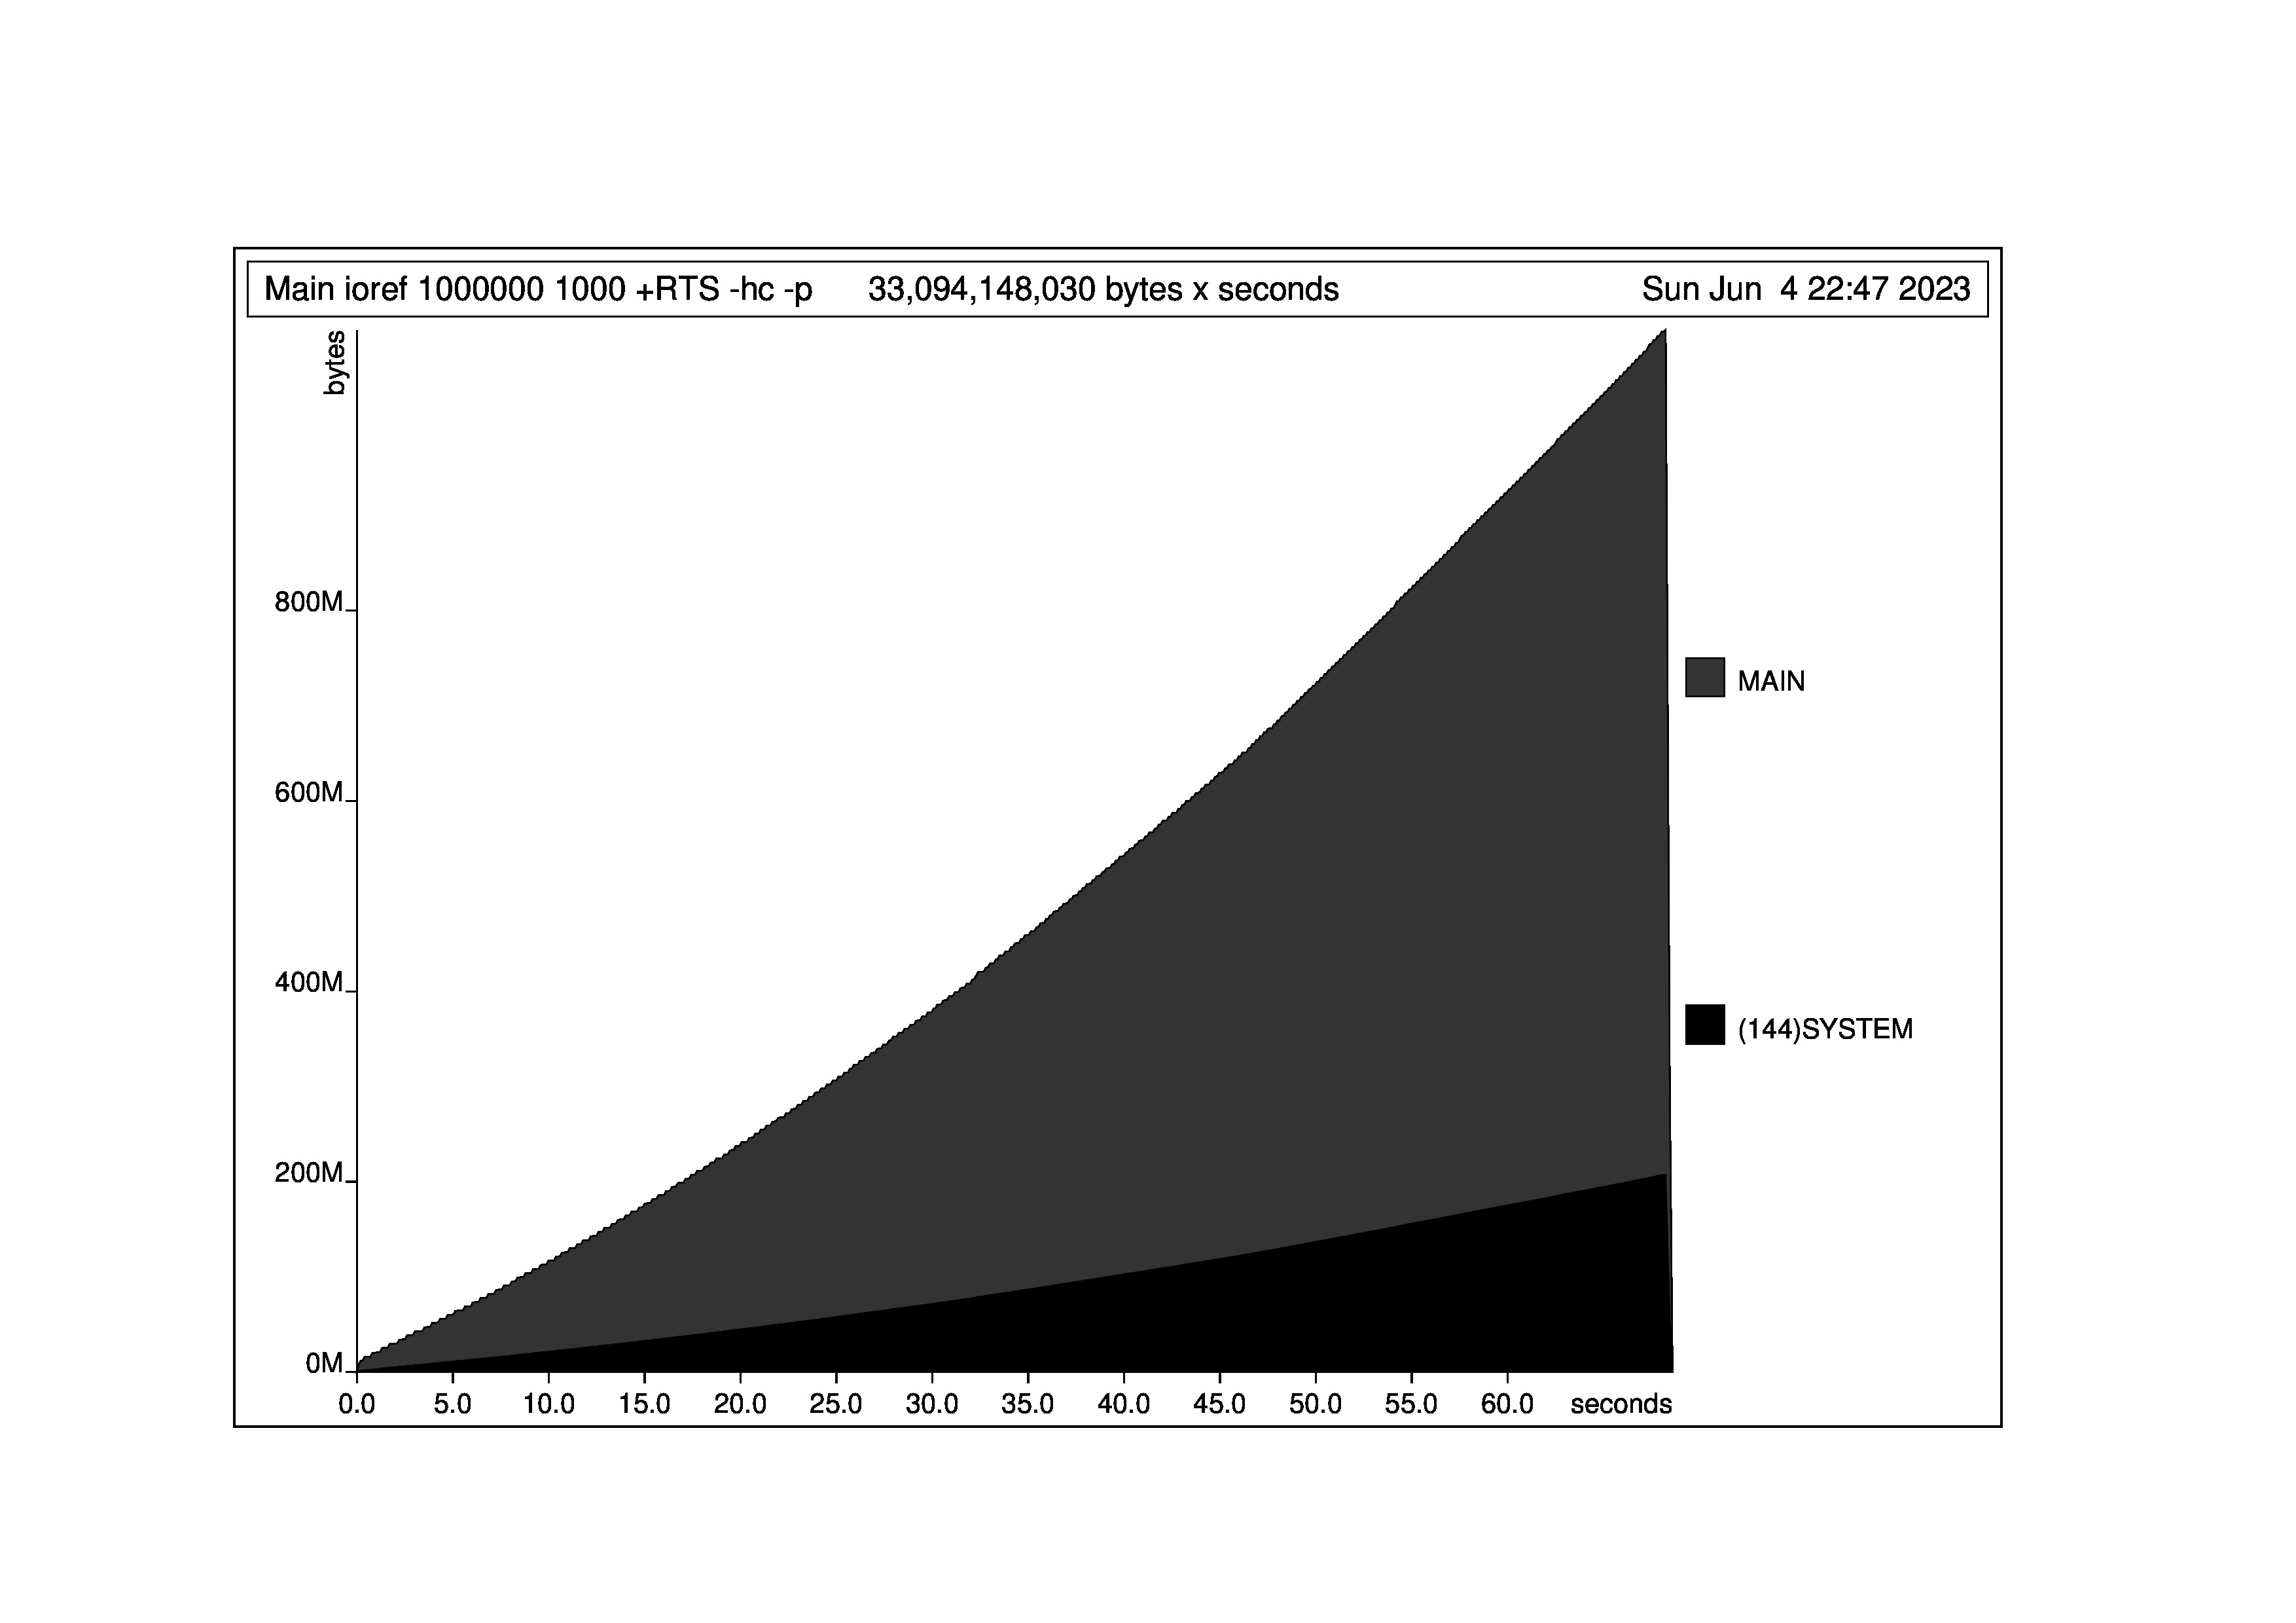 Main ioref 1000000 1000 +RTS -hc -p 33,094,148,030 bytes x seconds Sun Jun 4 22:47 2023
bytes
800M
600M
400M
200M
0M
MAIN
(144)SYSTEM
0.0 5.0 10.0 15.0 20.0 25.0 30.0 35.0 40.0 45.0 50.0 55.0 60.0 seconds